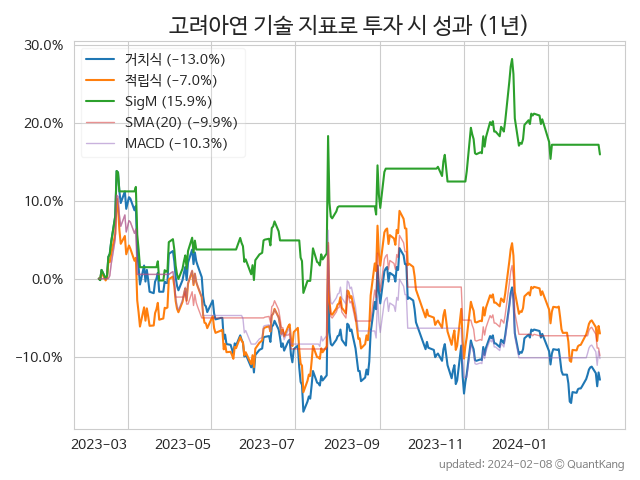 고려아연 기술 지표로 투자 시 성과 (1년)
30.0%
20.0%
10.0%
0.0%
−10.0%
거치식 (−13.0%)
적립식 (−7.0%)
SigM (15.9%)
SMA(20) (−9.9%)
MACD (−10.3%)
2023-03
2023-05
2023-07
2023-09
2023-11
2024-01
updated: 2024-02-08 ⓒ QuantKang